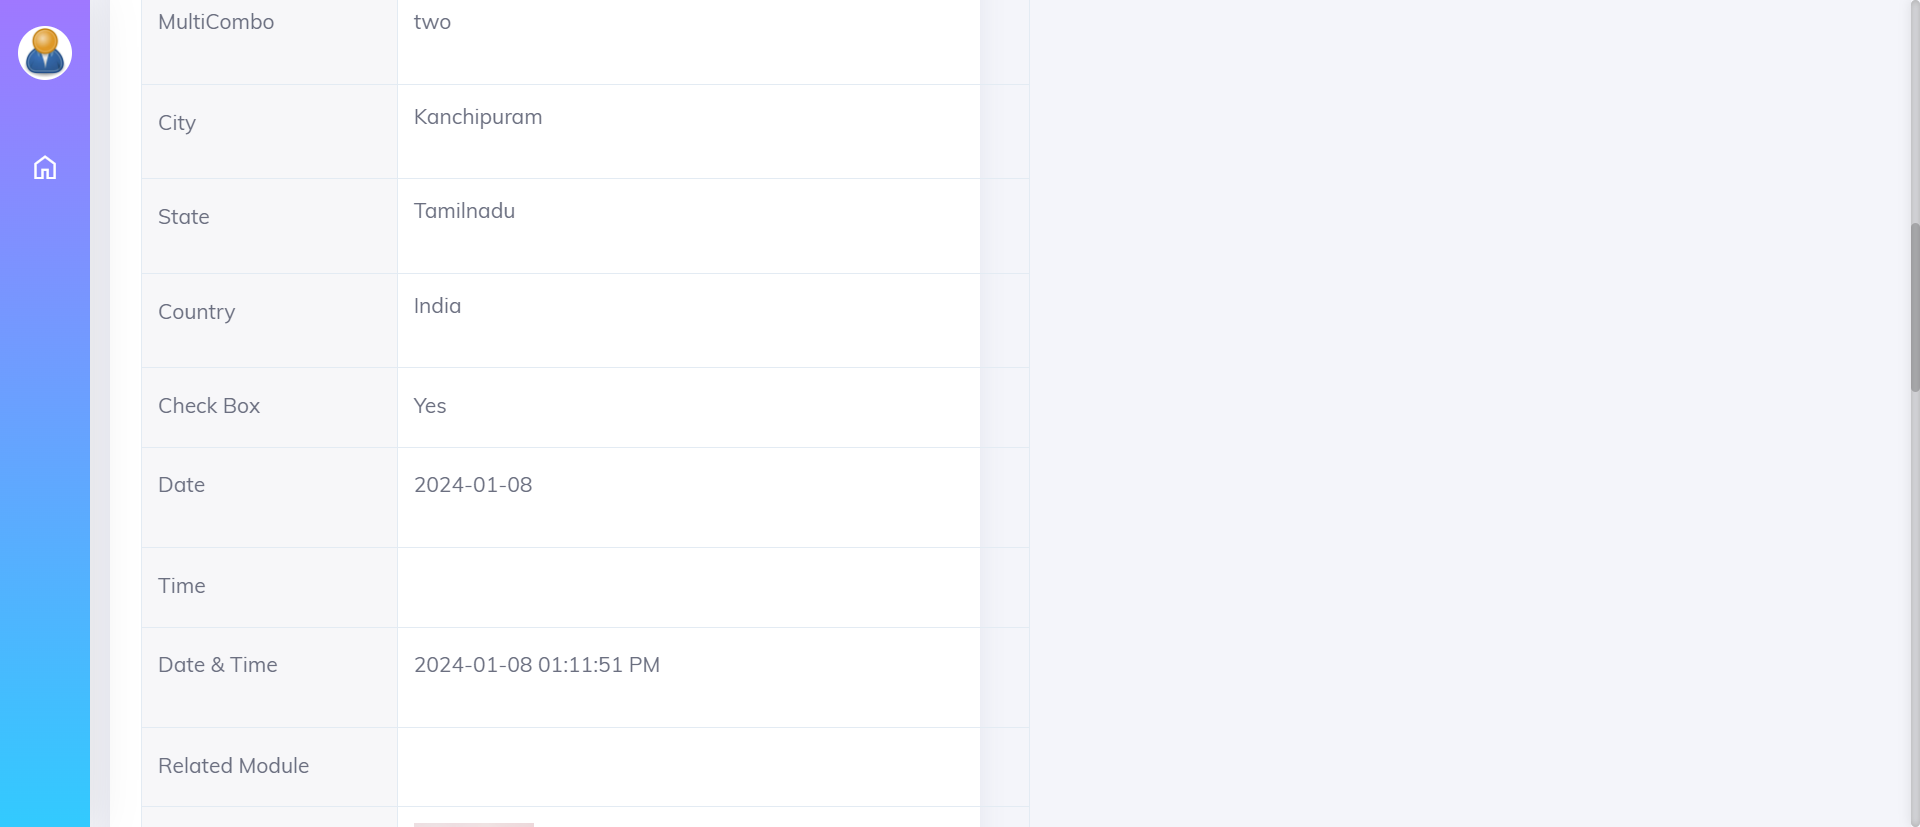 MultiCombo two
City Kanchipuram
State Tamilnadu
Country India
Check Box Yes
Date 2024-01-08
Time
Date & Time 2024-01-08 01:11:51 PM
Related Module